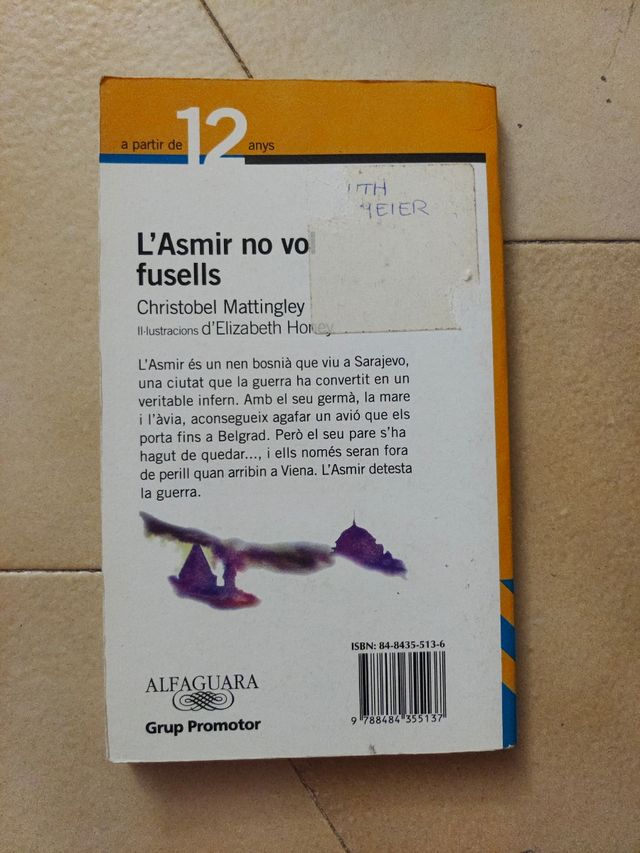 a partir de 12 anys
ITH
MEIER
L'Asmir no vol
fusells
Christobel Mattingley
Il·lustracions d'Elizabeth Honey
L'Asmir és un nen bosnià que viu a Sarajevo,
una ciutat que la guerra ha convertit en un
veritable infern. Amb el seu germà, la mare
i l'àvia, aconsegueix agafar un avió que els
porta fins a Belgrad. Però el seu pare s'ha
hagut de quedar..., i ells només seran fora
de perill quan arribin a Viena. L'Asmir detesta
la guerra.
ISBN: 84-8435-513-6
9 788484 355137
ALFAGUARA
Grup Promotor